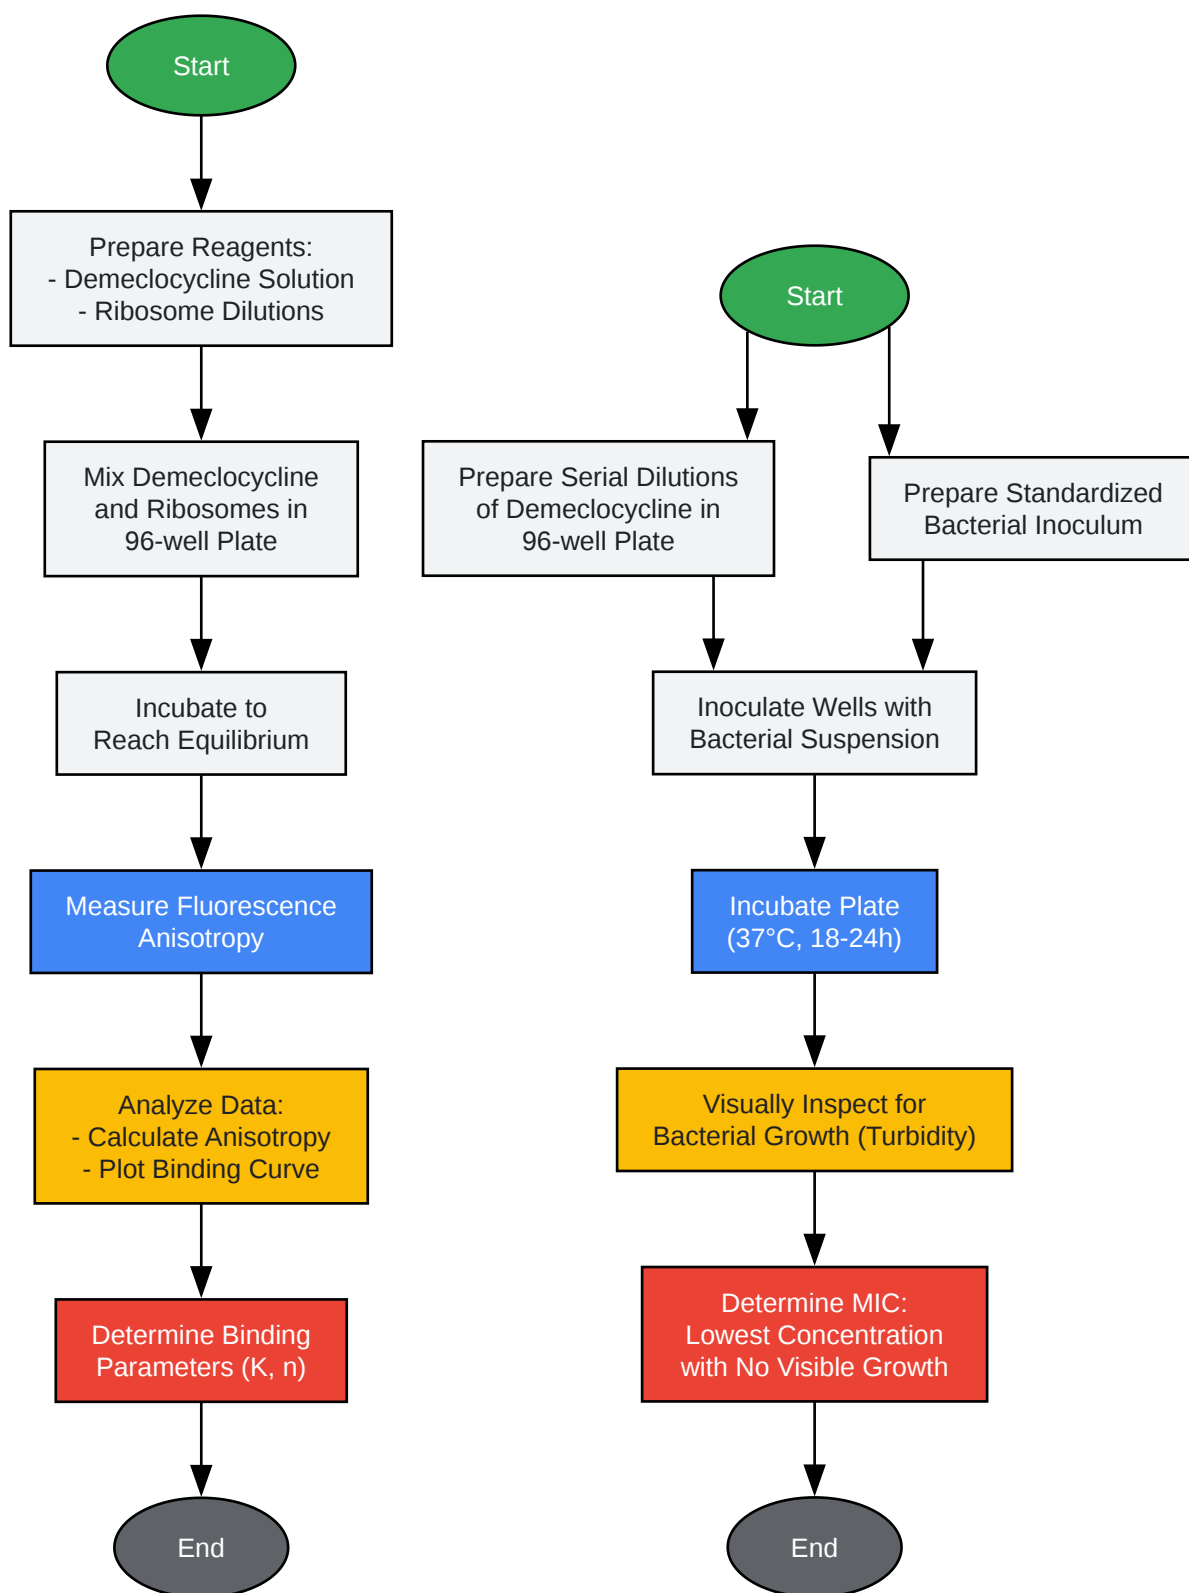 Start
Prepare Reagents:
- Demeclocycline Solution
- Ribosome Dilutions
Mix Demeclocycline
and Ribosomes in
96-well Plate
Incubate to
Reach Equilibrium
Measure Fluorescence
Anisotropy
Analyze Data:
- Calculate Anisotropy
- Plot Binding Curve
Determine Binding
Parameters (K, n)
End
Start
Prepare Serial Dilutions
of Demeclocycline in
96-well Plate
Prepare Standardized
Bacterial Inoculum
Inoculate Wells with
Bacterial Suspension
Incubate Plate
(37°C, 18-24h)
Visually Inspect for
Bacterial Growth (Turbidity)
Determine MIC:
Lowest Concentration
with No Visible Growth
End